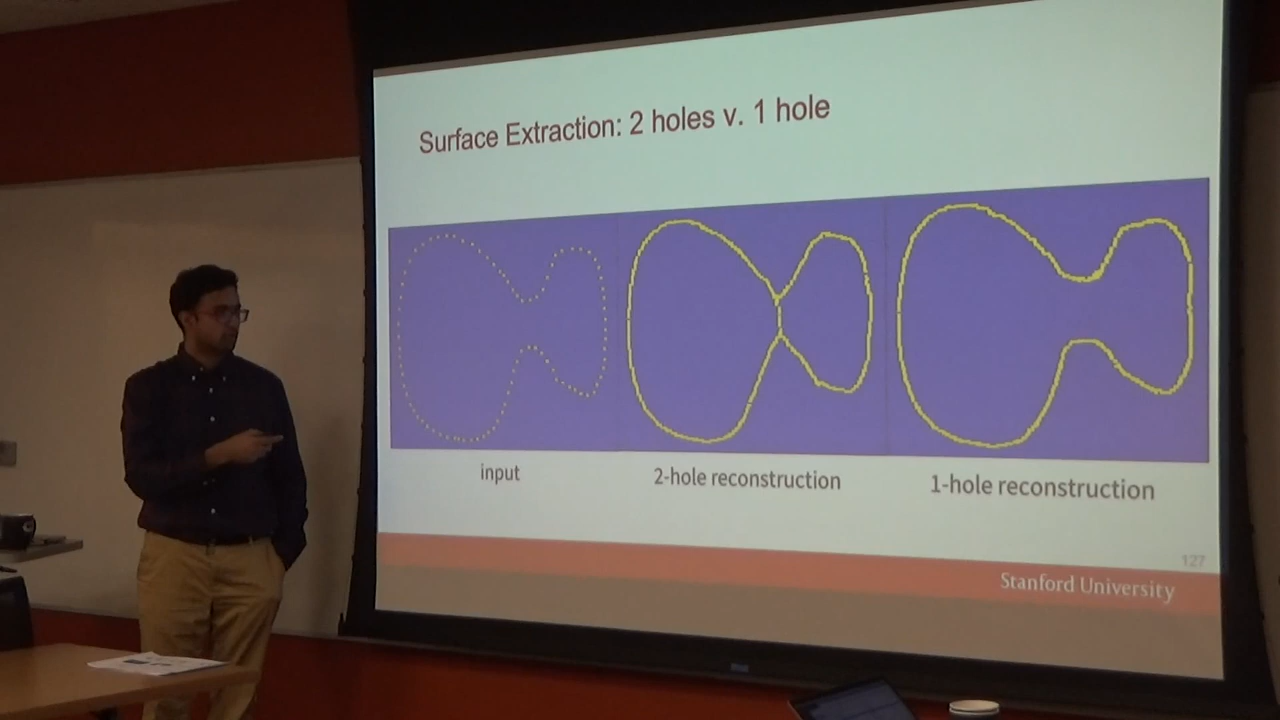 Surface Extraction: 2 holes v. 1 hole
input
2-hole reconstruction
1-hole reconstruction
127
Stanford University